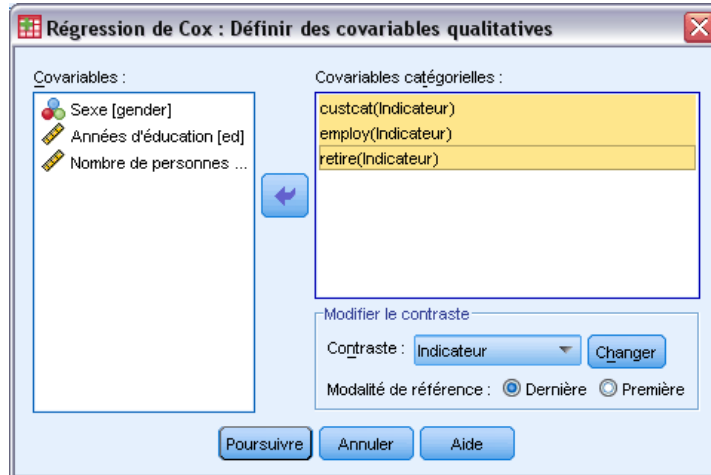 Régression de Cox : Définir des covariables qualitatives
Covariables :
Sexe [gender]
Années d'éducation [ed]
Nombre de personnes ...
Covariables catégorielles :
custcat(Indicateur)
employ(Indicateur)
retire(Indicateur)
Modifier le contraste
Contraste : Indicateur Changer
Modalité de référence : Dernière Première
Poursuivre Annuler Aide